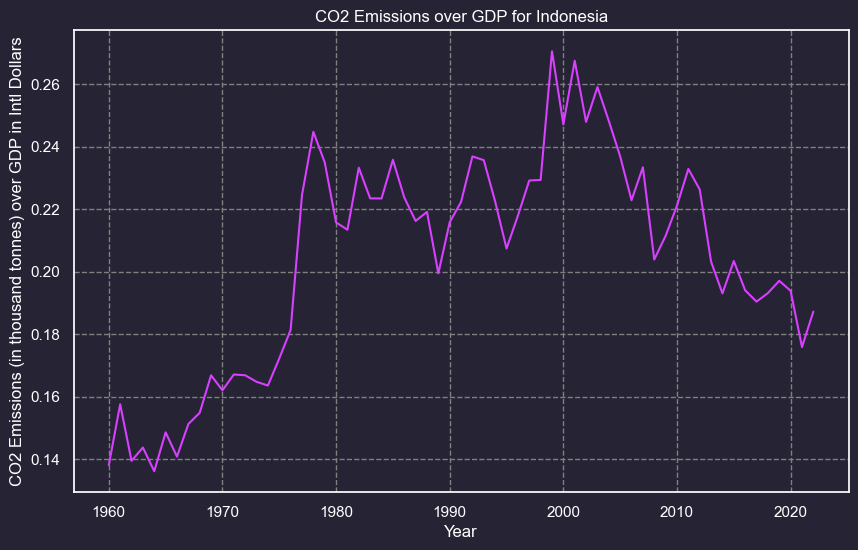 CO2 Emissions over GDP for Indonesia
CO2 Emissions (in thousand tonnes) over GDP in Intl Dollars
0.26
0.24
0.22
0.20
0.18
0.16
0.14
1960 1970 1980 1990 2000 2010 2020
Year